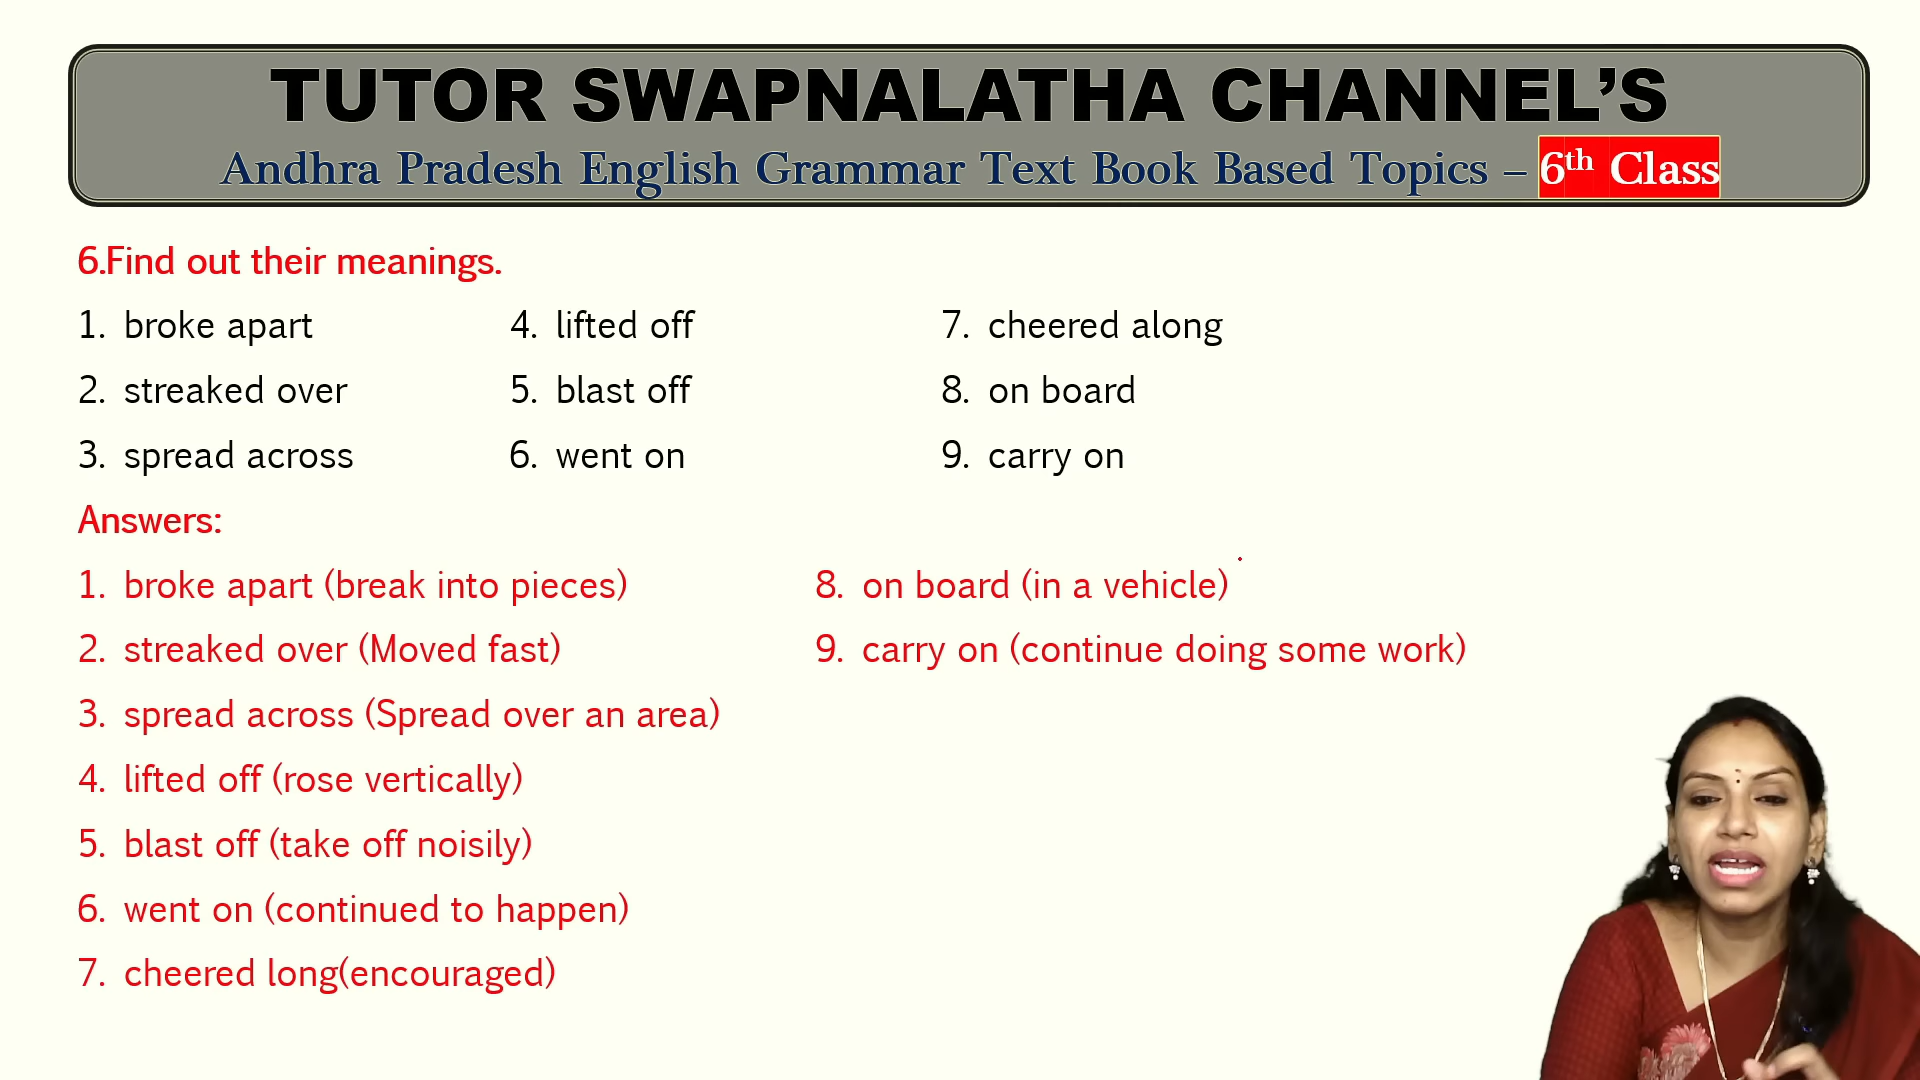 TUTOR SWAPNALATHA CHANNEL’S
Andhra Pradesh English Grammar Text Book Based Topics – 6th Class
6.Find out their meanings.
1. broke apart 4. lifted off 7. cheered along
2. streaked over 5. blast off 8. on board
3. spread across 6. went on 9. carry on
Answers:
1. broke apart (break into pieces) 8. on board (in a vehicle)
2. streaked over (Moved fast) 9. carry on (continue doing some work)
3. spread across (Spread over an area)
4. lifted off (rose vertically)
5. blast off (take off noisily)
6. went on (continued to happen)
7. cheered long(encouraged)